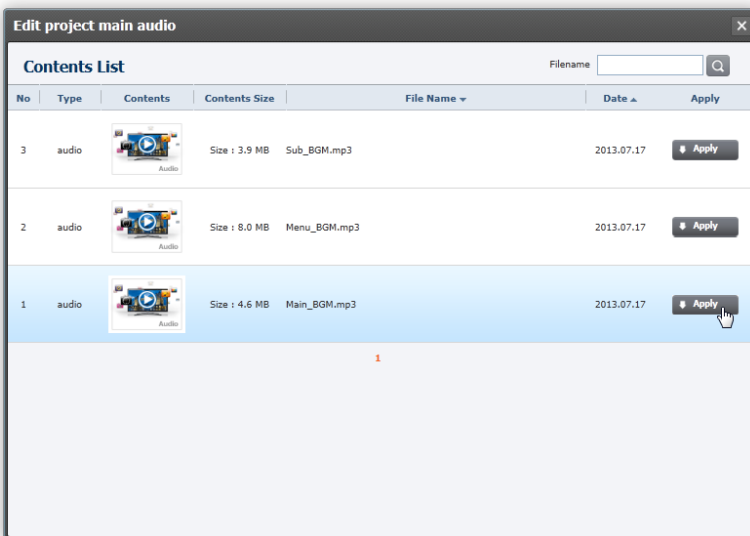 Edit project main audio
Contents List
Filename
No Type Contents Contents Size File Name Date Apply
3 audio Audio Size : 3.9 MB Sub_BGM.mp3 2013.07.17 Apply
2 audio Audio Size : 8.0 MB Menu_BGM.mp3 2013.07.17 Apply
1 audio Audio Size : 4.6 MB Main_BGM.mp3 2013.07.17 Apply
1